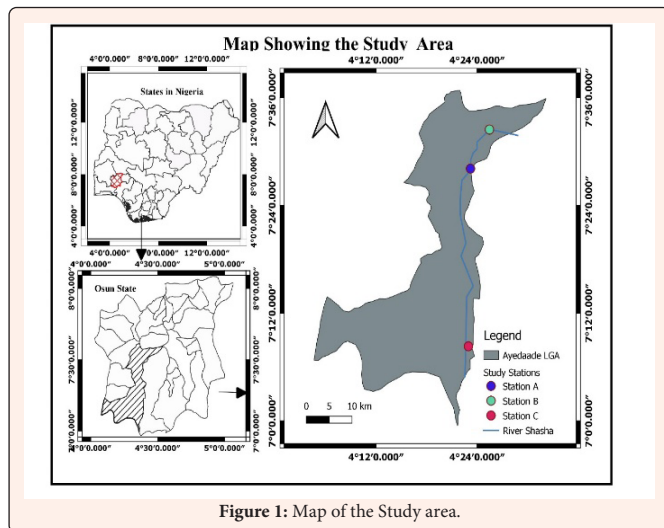 Map Showing the Study Area
4°0′0.000″ 8°0′0.000″ 12°0′0.000″
States in Nigeria
12°0′0.000″
8°0′0.000″
4°0′0.000″
12°0′0.000″
8°0′0.000″
4°0′0.000″
4°0′0.000″ 8°0′0.000″ 12°0′0.000″
4°0′0.000″ 4°30′0.000″ 5°0′0.000″
Osun State
8°0′0.000″
7°30′0.000″
7°0′0.000″
8°0′0.000″
7°30′0.000″
7°0′0.000″
4°0′0.000″ 4°30′0.000″ 5°0′0.000″
4°12′0.000″ 4°24′0.000″
7°36′0.000″
7°24′0.000″
7°12′0.000″
7°0′0.000″
7°36′0.000″
7°24′0.000″
7°12′0.000″
7°0′0.000″
Legend
Ayedaade LGA
Study Stations
Station A
Station B
Station C
River Shasha
0 5 10 km
4°12′0.000″ 4°24′0.000″
Figure 1: Map of the Study area.